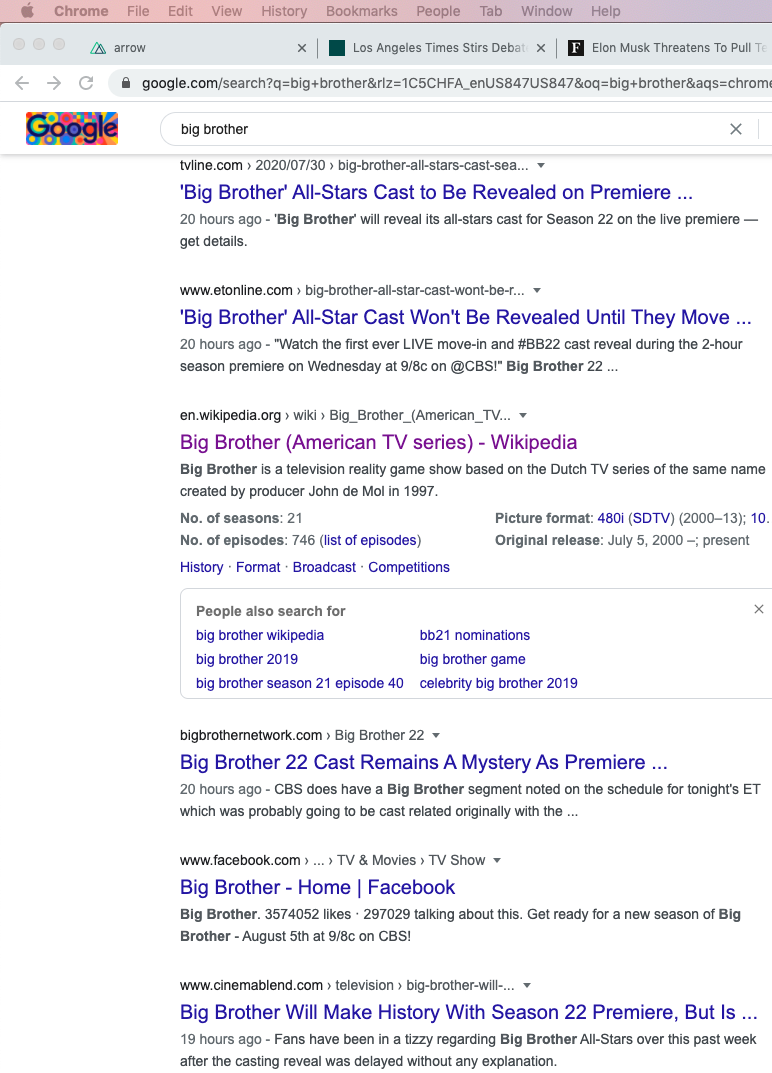 Chrome File Edit View History Bookmarks People Tab Window Help
arrow Los Angeles Times Stirs Debat Elon Musk Threatens To Pull Te
google.com/search?q=big+brother&rlz=1C5CHFA_enUS847US847&oq=big+brother&aqs=chrome
Google big brother
tvline.com › 2020/07/30 › big-brother-all-stars-cast-sea...
'Big Brother' All-Stars Cast to Be Revealed on Premiere ...
20 hours ago - 'Big Brother' will reveal its all-stars cast for Season 22 on the live premiere —
get details.
www.etonline.com › big-brother-all-star-cast-wont-be-r...
'Big Brother' All-Star Cast Won't Be Revealed Until They Move ...
20 hours ago - "Watch the first ever LIVE move-in and #BB22 cast reveal during the 2-hour
season premiere on Wednesday at 9/8c on @CBS!" Big Brother 22 ...
en.wikipedia.org › wiki › Big_Brother_(American_TV...
Big Brother (American TV series) - Wikipedia
Big Brother is a television reality game show based on the Dutch TV series of the same name
created by producer John de Mol in 1997.
No. of seasons: 21 Picture format: 480i (SDTV) (2000–13); 10.
No. of episodes: 746 (list of episodes) Original release: July 5, 2000 –; present
History · Format · Broadcast · Competitions
People also search for
big brother wikipedia bb21 nominations
big brother 2019 big brother game
big brother season 21 episode 40 celebrity big brother 2019
bigbrothernetwork.com › Big Brother 22
Big Brother 22 Cast Remains A Mystery As Premiere ...
20 hours ago - CBS does have a Big Brother segment noted on the schedule for tonight's ET
which was probably going to be cast related originally with the ...
www.facebook.com › ... › TV & Movies › TV Show
Big Brother - Home | Facebook
Big Brother. 3574052 likes · 297029 talking about this. Get ready for a new season of Big
Brother - August 5th at 9/8c on CBS!
www.cinemablend.com › television › big-brother-will-...
Big Brother Will Make History With Season 22 Premiere, But Is ...
19 hours ago - Fans have been in a tizzy regarding Big Brother All-Stars over this past week
after the casting reveal was delayed without any explanation.